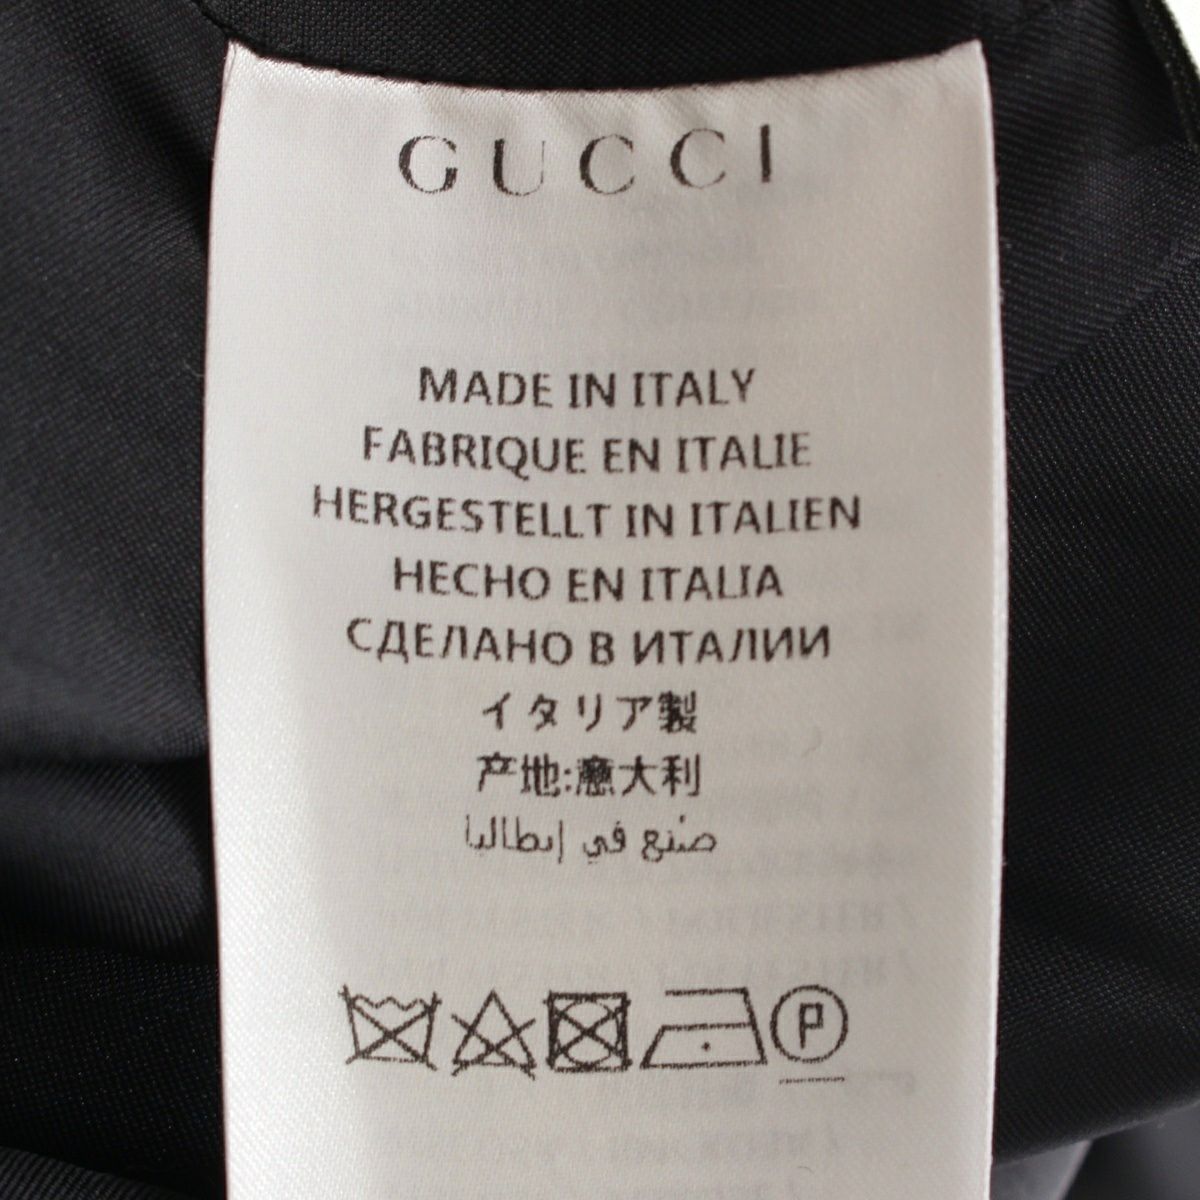 GUCCI
MADE IN ITALY
FABRIQUE EN ITALIE
HERGESTELLT IN ITALIEN
HECHO EN ITALIA
СДЕЛАНО В ИТАЛИИ
イタリア製
产地:意大利
صُنع في إيطاليا
P